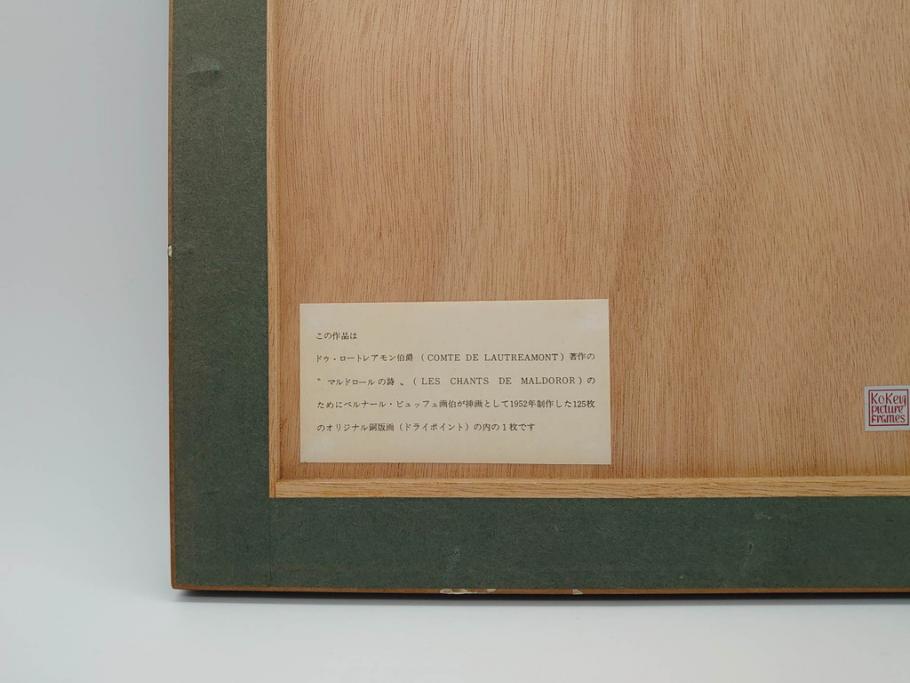 この作品は
ドゥ・ロートレアモン伯爵 (COMTE DE LAUTREAMONT) 著作の
〝マルドロールの詩〟(LES CHANTS DE MALDOROR)の
ためにベルナール・ビュッフェ画伯が挿画として1952年制作した125枚
のオリジナル銅版画(ドライポイント)の内の1枚です
KoKeyj
picture
frames